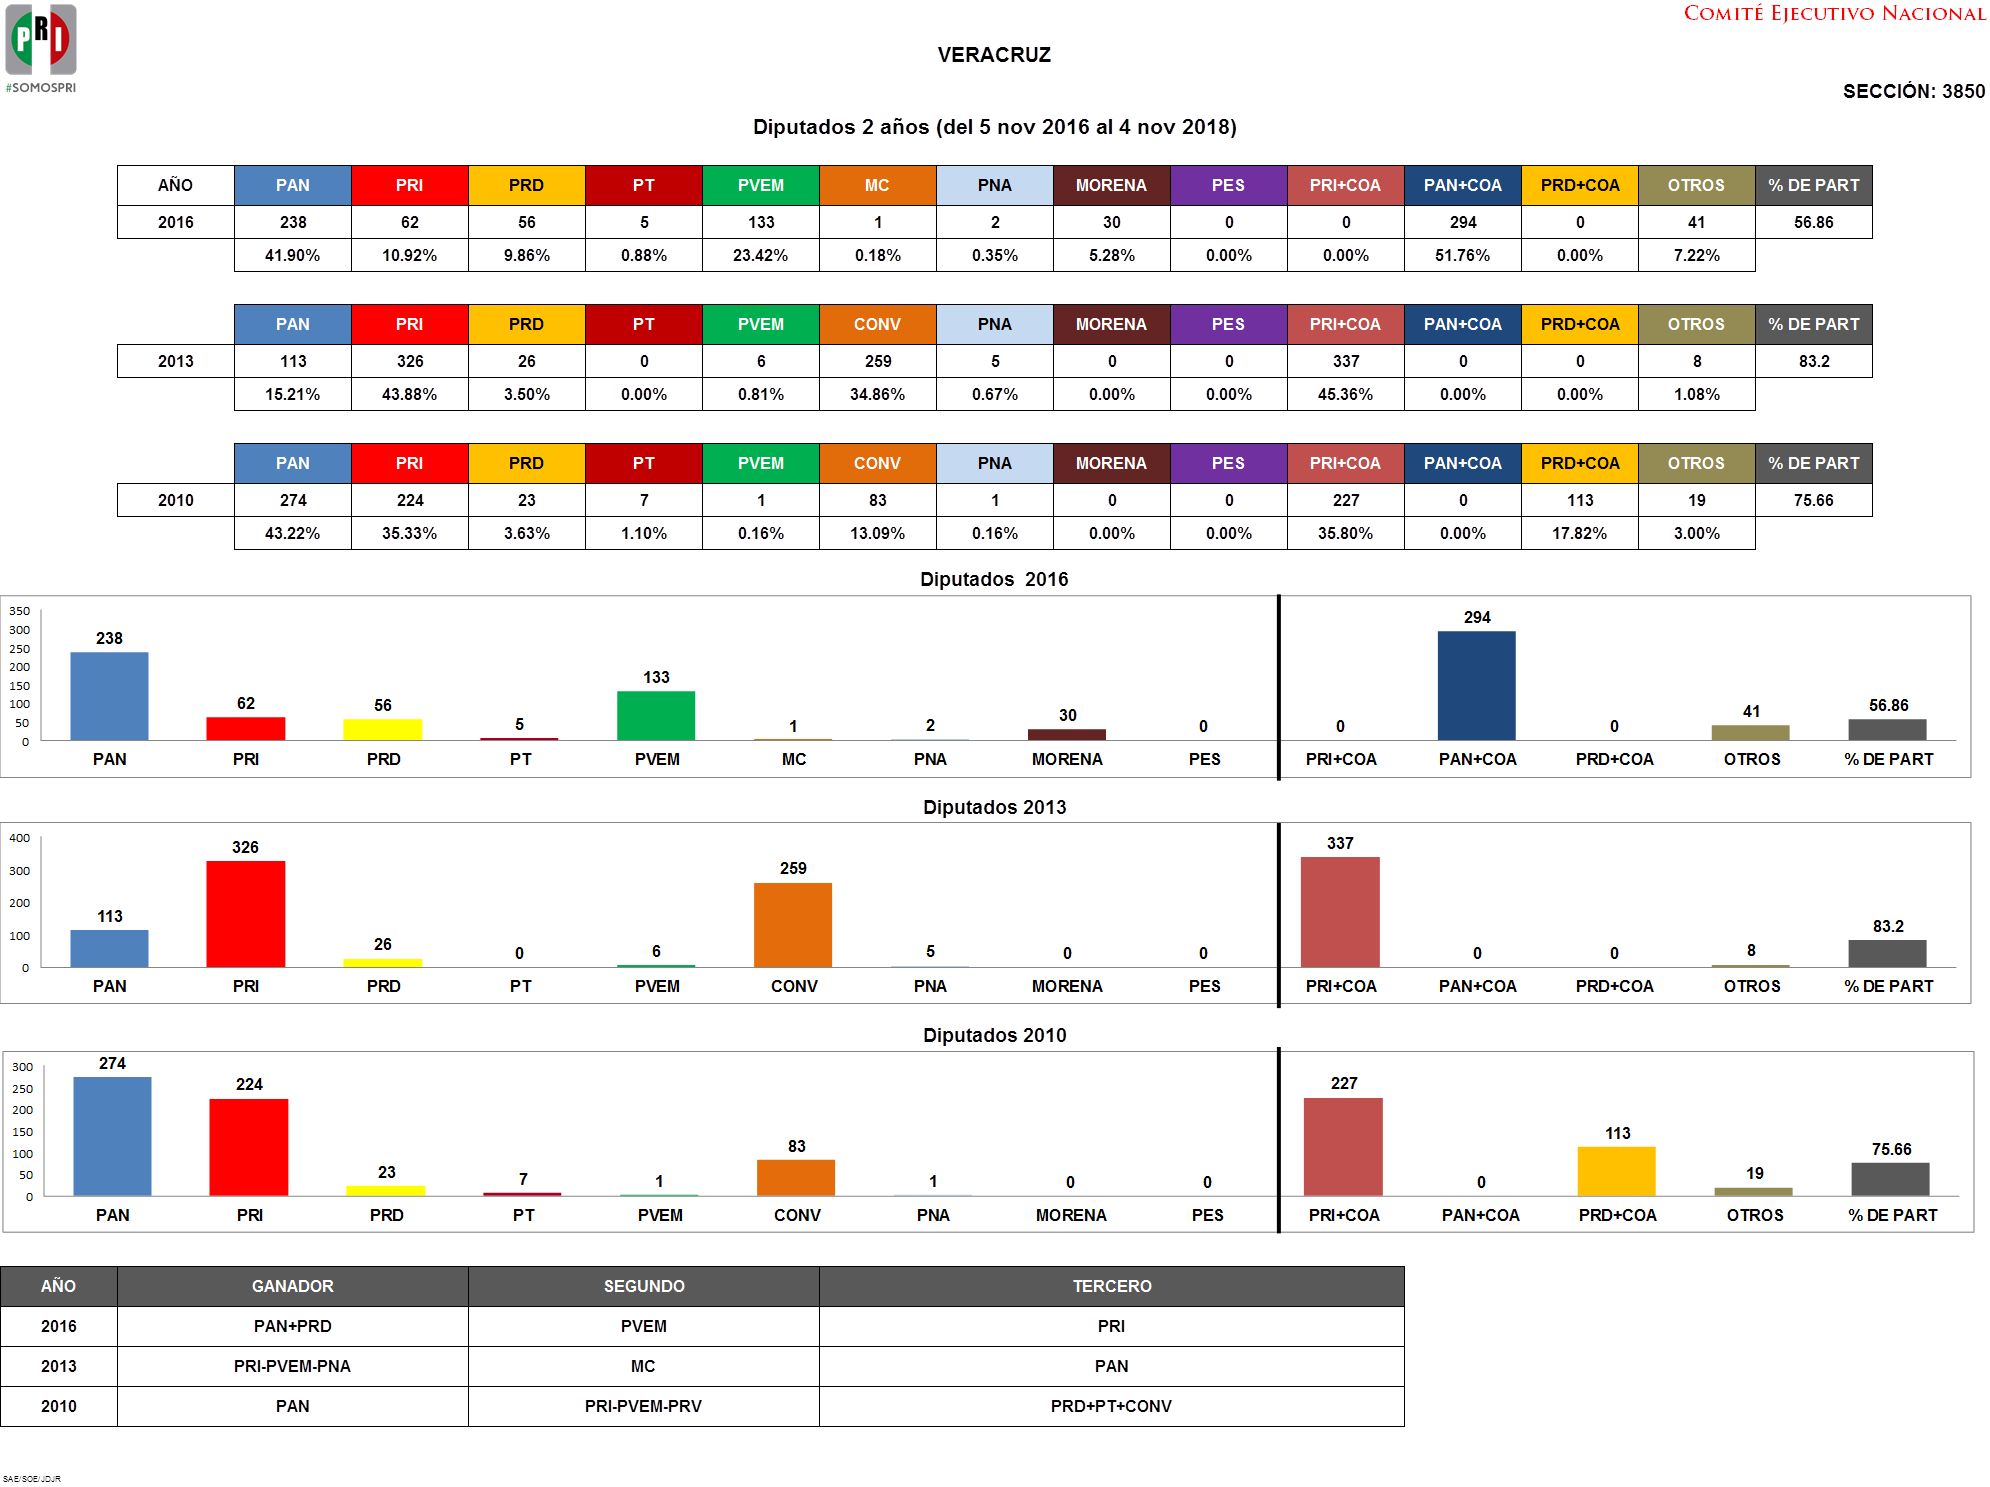 PRI
#SOMOSPRI
COMITÉ EJECUTIVO NACIONAL
VERACRUZ
SECCIÓN: 3850
Diputados 2 años (del 5 nov 2016 al 4 nov 2018)
AÑO PAN PRI PRD PT PVEM MC PNA MORENA PES PRI+COA PAN+COA PRD+COA OTROS % DE PART
2016 238 62 56 5 133 1 2 30 0 0 294 0 41 56.86
41.90% 10.92% 9.86% 0.88% 23.42% 0.18% 0.35% 5.28% 0.00% 0.00% 51.76% 0.00% 7.22%
PAN PRI PRD PT PVEM CONV PNA MORENA PES PRI+COA PAN+COA PRD+COA OTROS % DE PART
2013 113 326 26 0 6 259 5 0 0 337 0 0 8 83.2
15.21% 43.88% 3.50% 0.00% 0.81% 34.86% 0.67% 0.00% 0.00% 45.36% 0.00% 0.00% 1.08%
PAN PRI PRD PT PVEM CONV PNA MORENA PES PRI+COA PAN+COA PRD+COA OTROS % DE PART
2010 274 224 23 7 1 83 1 0 0 227 0 113 19 75.66
43.22% 35.33% 3.63% 1.10% 0.16% 13.09% 0.16% 0.00% 0.00% 35.80% 0.00% 17.82% 3.00%
Diputados 2016
350
300
250
200
150
100
50
0
238 62 56 5 133 1 2 30 0 0 294 0 41 56.86
PAN PRI PRD PT PVEM MC PNA MORENA PES PRI+COA PAN+COA PRD+COA OTROS % DE PART
Diputados 2013
400
300
200
100
0
113 326 26 0 6 259 5 0 0 337 0 0 8 83.2
PAN PRI PRD PT PVEM CONV PNA MORENA PES PRI+COA PAN+COA PRD+COA OTROS % DE PART
Diputados 2010
300
250
200
150
100
50
0
274 224 23 7 1 83 1 0 0 227 0 113 19 75.66
PAN PRI PRD PT PVEM CONV PNA MORENA PES PRI+COA PAN+COA PRD+COA OTROS % DE PART
AÑO GANADOR SEGUNDO TERCERO
2016 PAN+PRD PVEM PRI
2013 PRI-PVEM-PNA MC PAN
2010 PAN PRI-PVEM-PRV PRD+PT+CONV
SAE/SOE/JDJR